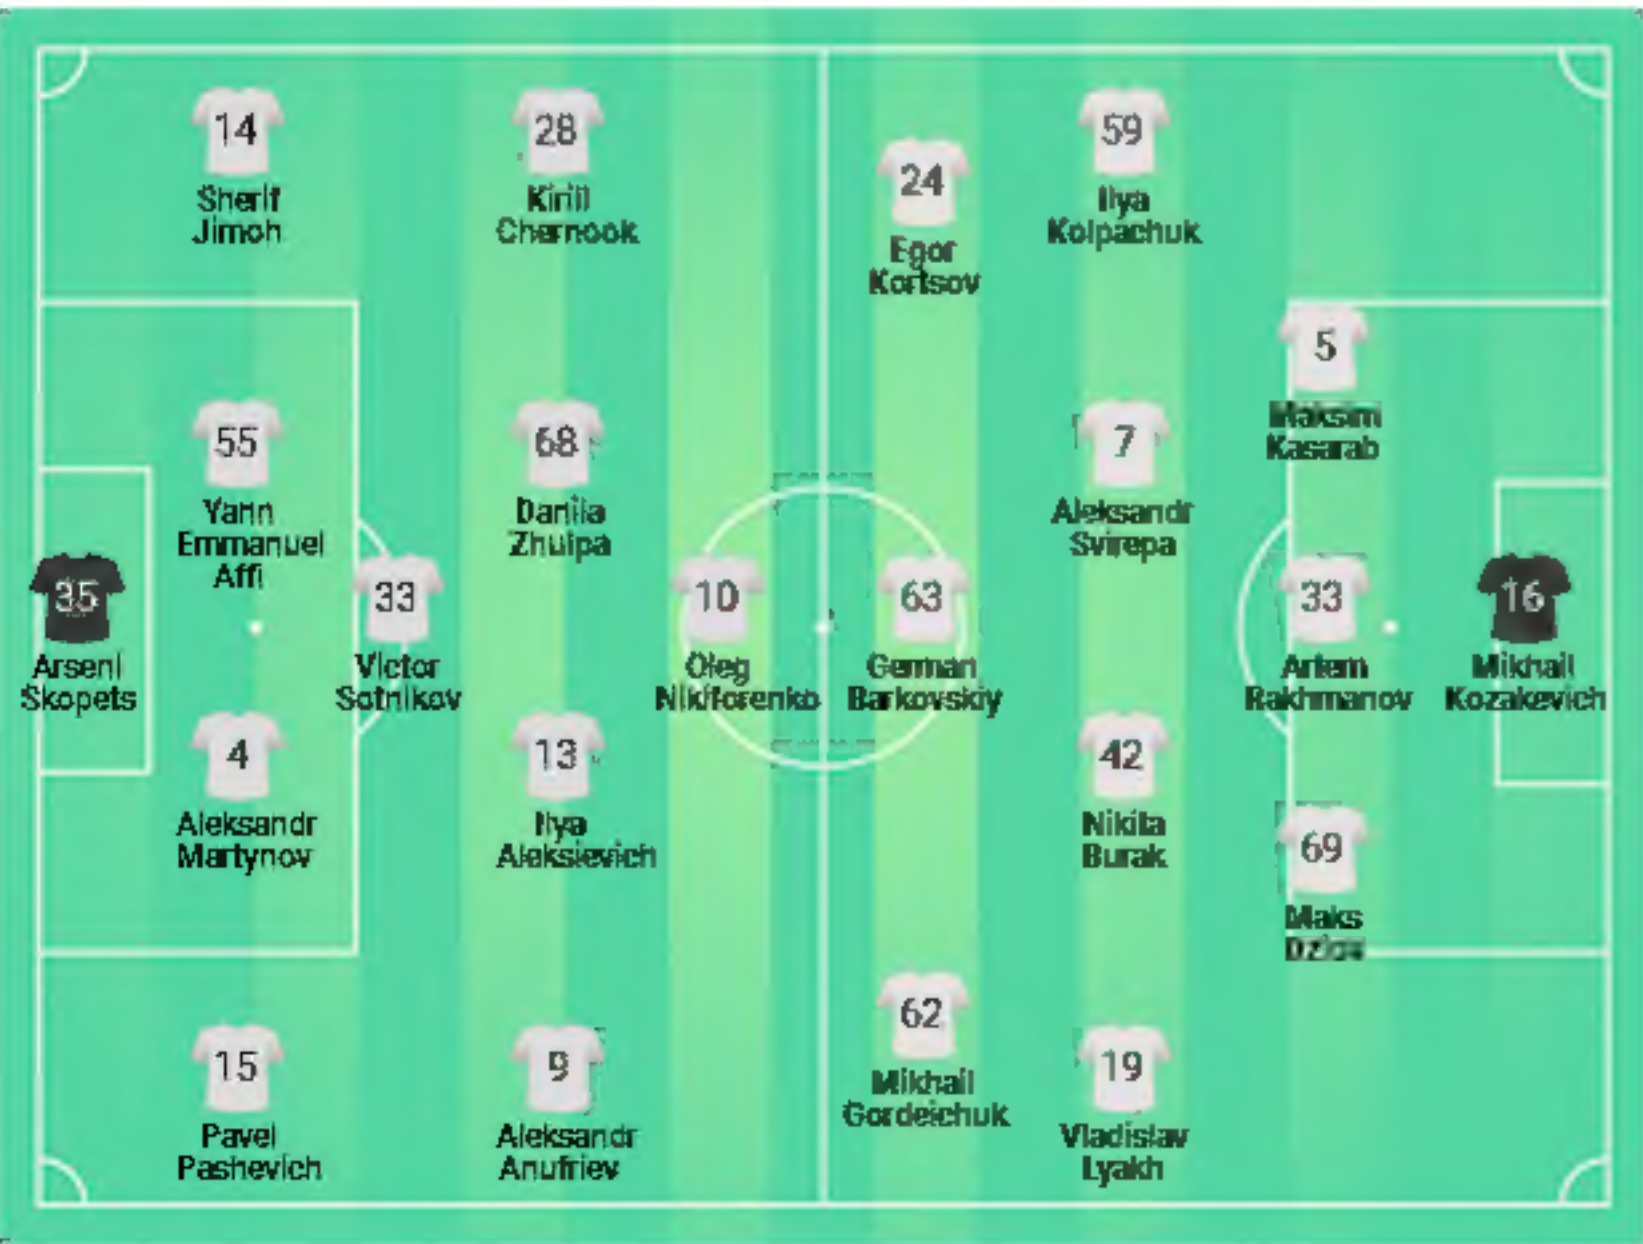 14
Sherif
Jimoh
28
Kirill
Chernook
24
Egor
Kortsov
59
Ilya
Kolpachuk
5
Maksim
Kasarab
55
Yann
Emmanuel
Affi
68
Danila
Zhulpa
7
Aleksandr
Svirepa
35
Arseni
Skopets
33
Victor
Sotnikov
10
Oleg
Nikiforenko
63
German
Barkovskiy
33
Artem
Rakhmanov
16
Mikhail
Kozakevich
4
Aleksandr
Martynov
13
Ilya
Aleksievich
42
Nikita
Burak
69
Maks
Dziov
62
Mikhail
Gordeichuk
15
Pavel
Pashevich
9
Aleksandr
Anufriev
19
Vladislav
Lyakh